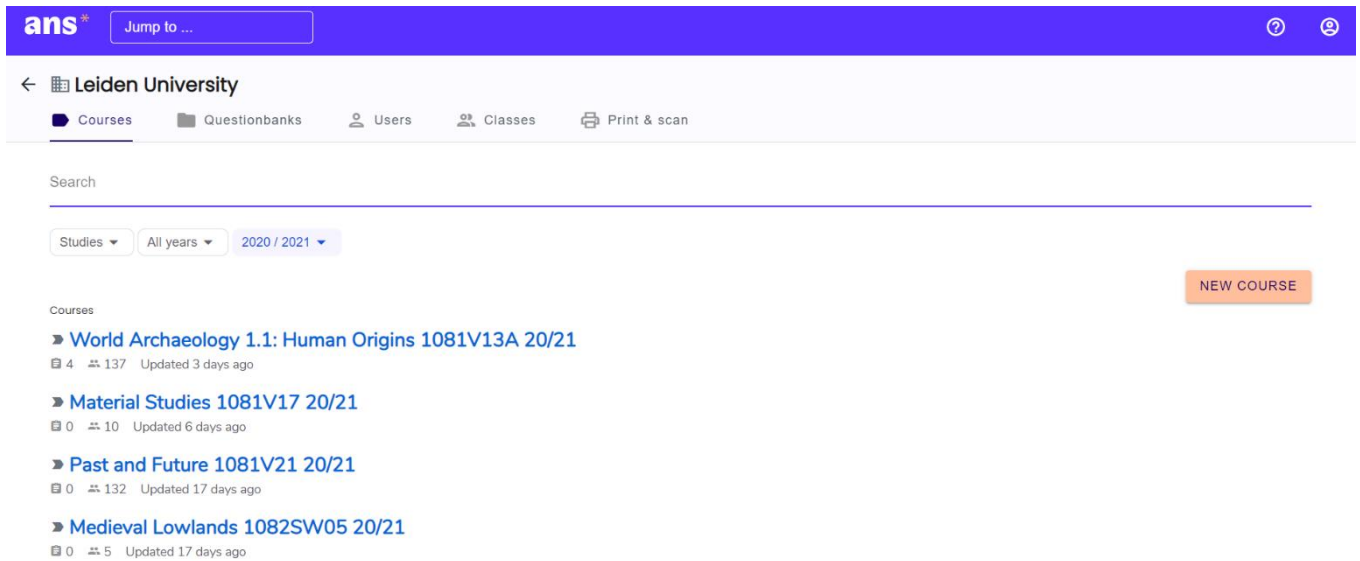 ans* Jump to ...
Leiden University
Courses Questionbanks Users Classes Print & scan
Search
Studies All years 2020 / 2021
NEW COURSE
Courses
World Archaeology 1.1: Human Origins 1081V13A 20/21
4 137 Updated 3 days ago
Material Studies 1081V17 20/21
0 10 Updated 6 days ago
Past and Future 1081V21 20/21
0 132 Updated 17 days ago
Medieval Lowlands 1082SW05 20/21
0 5 Updated 17 days ago